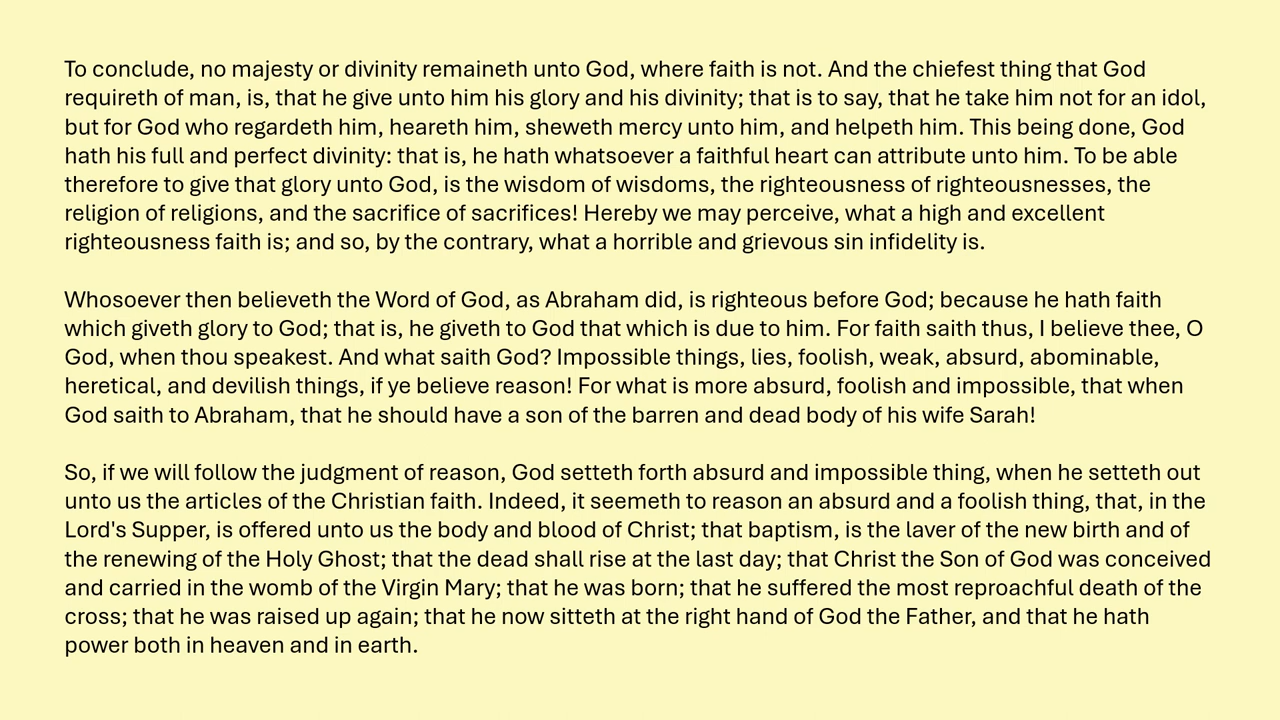 To conclude, no majesty or divinity remaineth unto God, where faith is not. And the chiefest thing that God
requireth of man, is, that he give unto him his glory and his divinity; that is to say, that he take him not for an idol,
but for God who regardeth him, heareth him, sheweth mercy unto him, and helpeth him. This being done, God
hath his full and perfect divinity: that is, he hath whatsoever a faithful heart can attribute unto him. To be able
therefore to give that glory unto God, is the wisdom of wisdoms, the righteousness of righteousnesses, the
religion of religions, and the sacrifice of sacrifices! Hereby we may perceive, what a high and excellent
righteousness faith is; and so, by the contrary, what a horrible and grievous sin infidelity is.

Whosoever then believeth the Word of God, as Abraham did, is righteous before God; because he hath faith
which giveth glory to God; that is, he giveth to God that which is due to him. For faith saith thus, I believe thee, O
God, when thou speakest. And what saith God? Impossible things, lies, foolish, weak, absurd, abominable,
heretical, and devilish things, if ye believe reason! For what is more absurd, foolish and impossible, that when
God saith to Abraham, that he should have a son of the barren and dead body of his wife Sarah!

So, if we will follow the judgment of reason, God setteth forth absurd and impossible thing, when he setteth out
unto us the articles of the Christian faith. Indeed, it seemeth to reason an absurd and a foolish thing, that, in the
Lord's Supper, is offered unto us the body and blood of Christ; that baptism, is the laver of the new birth and of
the renewing of the Holy Ghost; that the dead shall rise at the last day; that Christ the Son of God was conceived
and carried in the womb of the Virgin Mary; that he was born; that he suffered the most reproachful death of the
cross; that he was raised up again; that he now sitteth at the right hand of God the Father, and that he hath
power both in heaven and in earth.